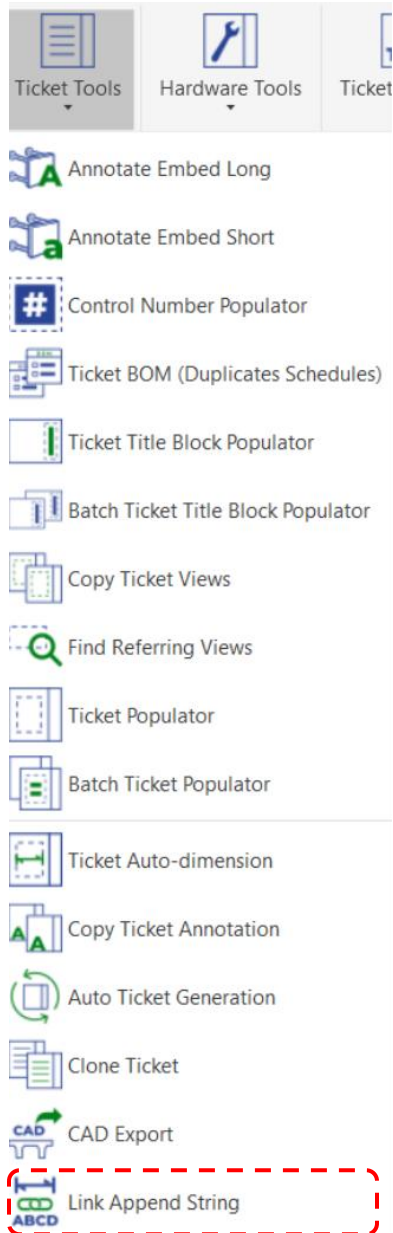 Ticket Tools
Hardware Tools
Ticket
A
Annotate Embed Long
a
Annotate Embed Short
#
Control Number Populator
Ticket BOM (Duplicates Schedules)
Ticket Title Block Populator
Batch Ticket Title Block Populator
Copy Ticket Views
Find Referring Views
Ticket Populator
Batch Ticket Populator
Ticket Auto-dimension
A A
Copy Ticket Annotation
Auto Ticket Generation
Clone Ticket
CAD
CAD Export
ABCD
Link Append String